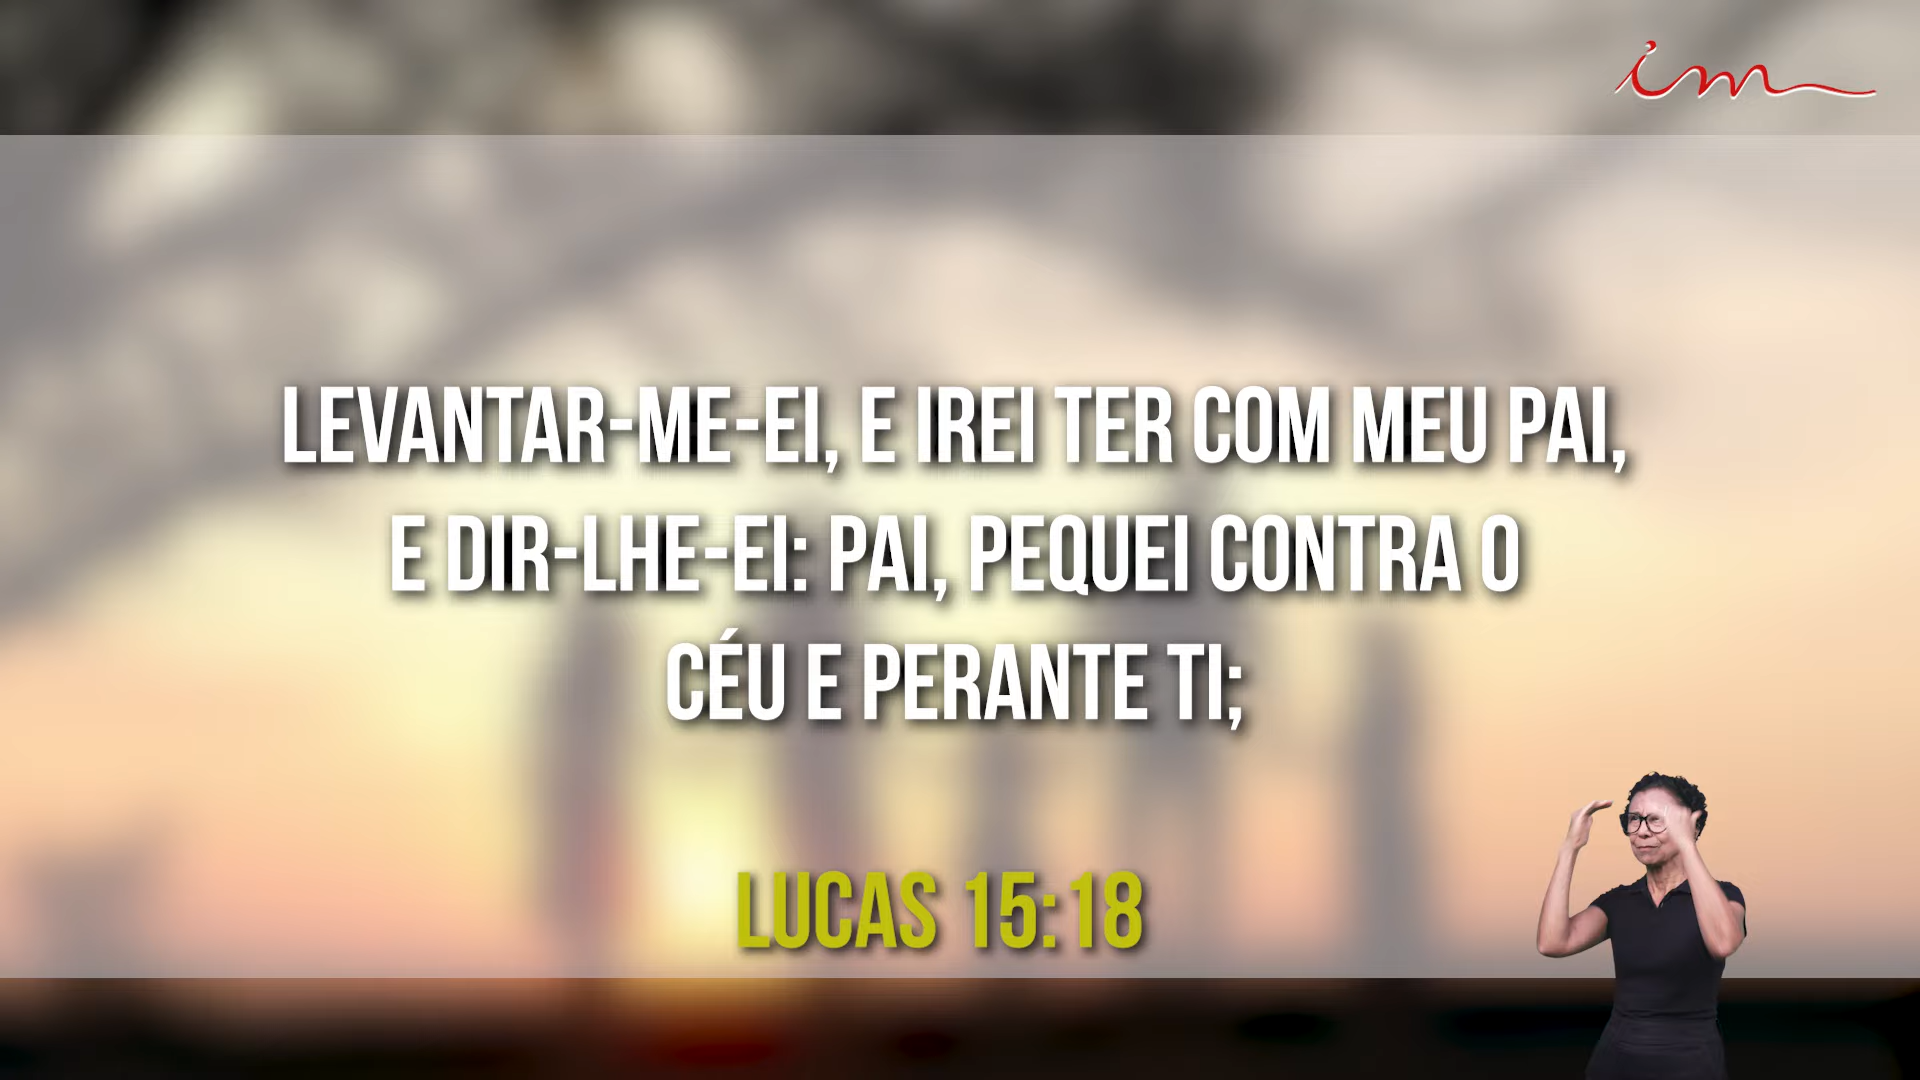 im
LEVANTAR-ME-EI, E IREI TER COM MEU PAI,
E DIR-LHE-EI: PAI, PEQUEI CONTRA O
CÉU E PERANTE TI;
LUCAS 15:18